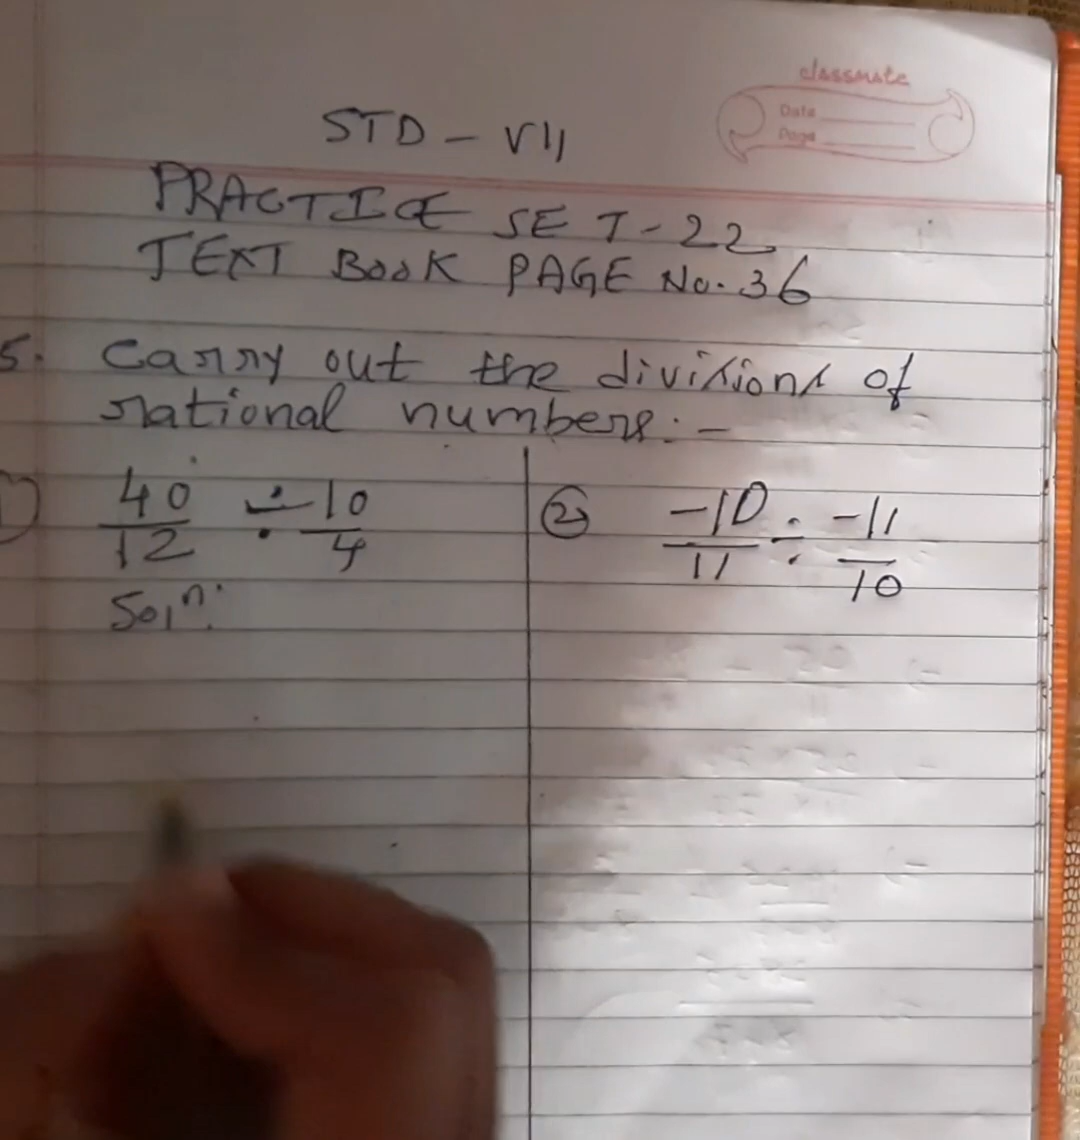 classmate
Date
Page
STD - VII
PRACTICE SET-22
TEXT BOOK PAGE No. 36
5. Carry out the divisions of
rational numbers:-
1) 40/12 ÷ 10/4
② -10/11 ÷ -11/10
Solⁿ: